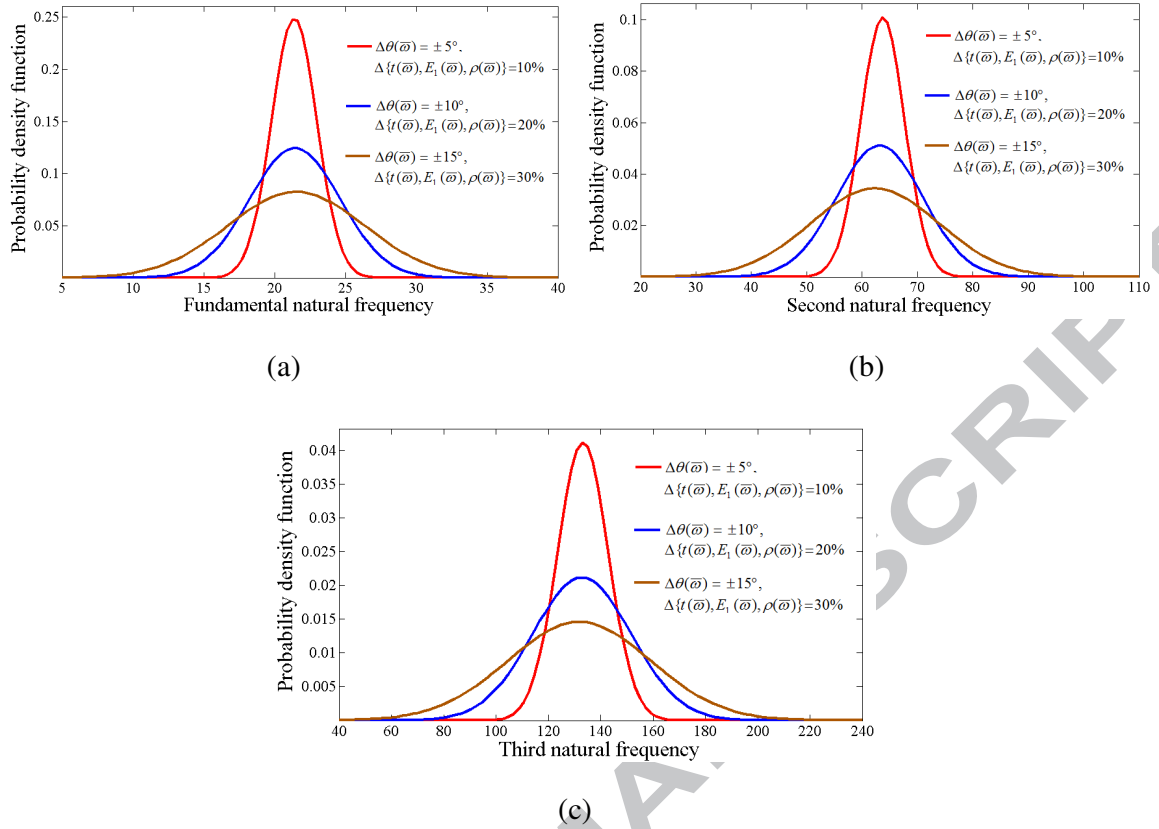 Probability density function
0.25
0.2
0.15
0.1
0.05
5
10
15
20
25
30
35
40
Fundamental natural frequency
Δθ(ϖ̄) = ±5°,
Δ{t(ϖ̄), E₁(ϖ̄), ρ(ϖ̄)}=10%
Δθ(ϖ̄) = ±10°,
Δ{t(ϖ̄), E₁(ϖ̄), ρ(ϖ̄)}=20%
Δθ(ϖ̄) = ±15°,
Δ{t(ϖ̄), E₁(ϖ̄), ρ(ϖ̄)}=30%
(a)
Probability density function
0.1
0.08
0.06
0.04
0.02
20
30
40
50
60
70
80
90
100
110
Second natural frequency
Δθ(ϖ̄) = ±5°,
Δ{t(ϖ̄), E₁(ϖ̄), ρ(ϖ̄)}=10%
Δθ(ϖ̄) = ±10°,
Δ{t(ϖ̄), E₁(ϖ̄), ρ(ϖ̄)}=20%
Δθ(ϖ̄) = ±15°,
Δ{t(ϖ̄), E₁(ϖ̄), ρ(ϖ̄)}=30%
(b)
Probability density function
0.04
0.035
0.03
0.025
0.02
0.015
0.01
0.005
40
60
80
100
120
140
160
180
200
220
240
Third natural frequency
Δθ(ϖ̄) = ±5°,
Δ{t(ϖ̄), E₁(ϖ̄), ρ(ϖ̄)}=10%
Δθ(ϖ̄) = ±10°,
Δ{t(ϖ̄), E₁(ϖ̄), ρ(ϖ̄)}=20%
Δθ(ϖ̄) = ±15°,
Δ{t(ϖ̄), E₁(ϖ̄), ρ(ϖ̄)}=30%
(c)